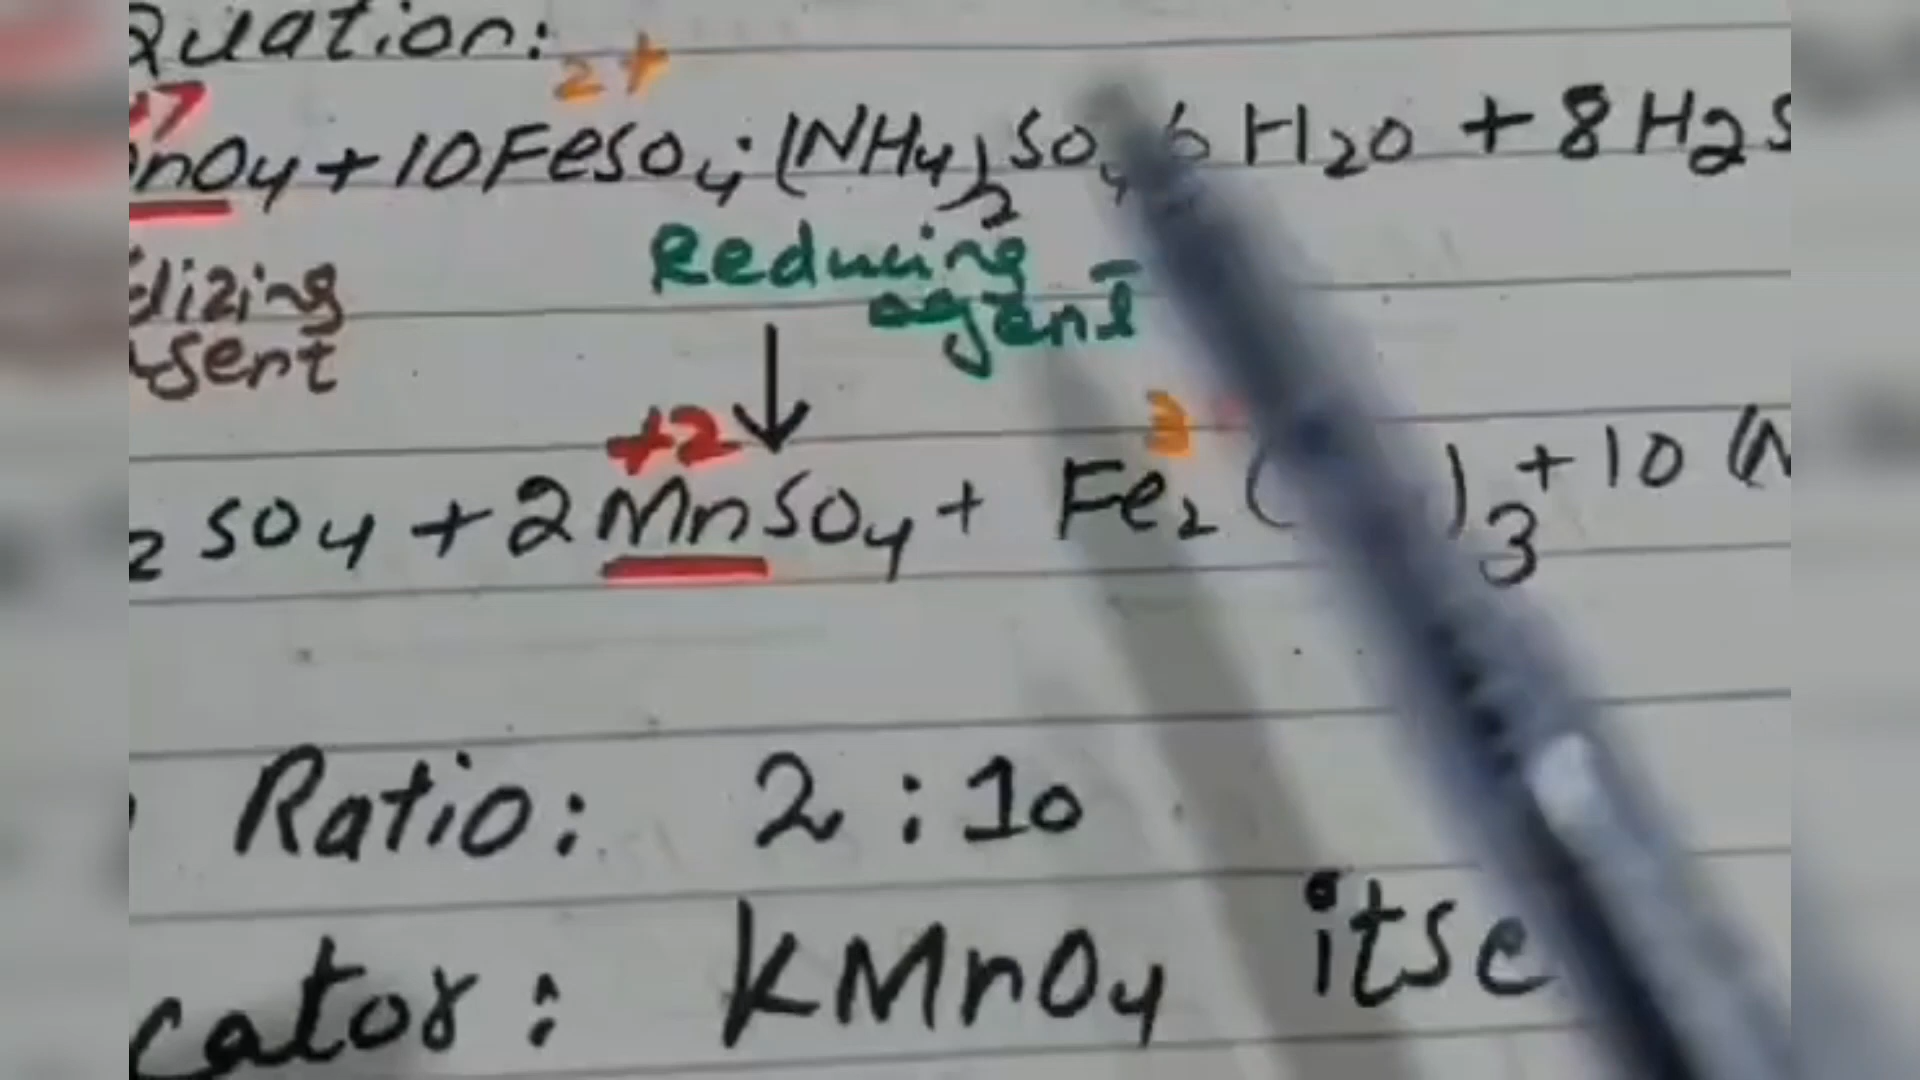 quation:
+7 2+
MnO4 + 10FeSO4.(NH4)2SO4 6H2O + 8H2S
Reducing
dizing agent
gent
+2 3
2SO4 + 2MnSO4 + Fe2( )3 + 10(N
Ratio: 2 : 10
cator: KMnO4 itse